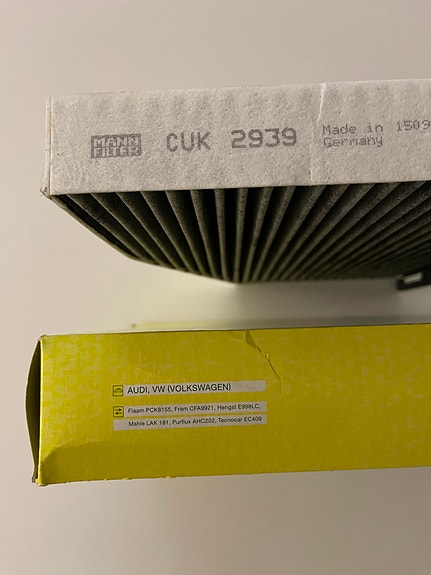 MANN
FILTER
CUK 2939
Made in 1509
Germany
AUDI, VW (VOLKSWAGEN)
Fiaam PCK8155, Fram CFA9921, Hengst E998LC,
Mahle LAK 181, Purflux AHC202, Tecnocar EC409